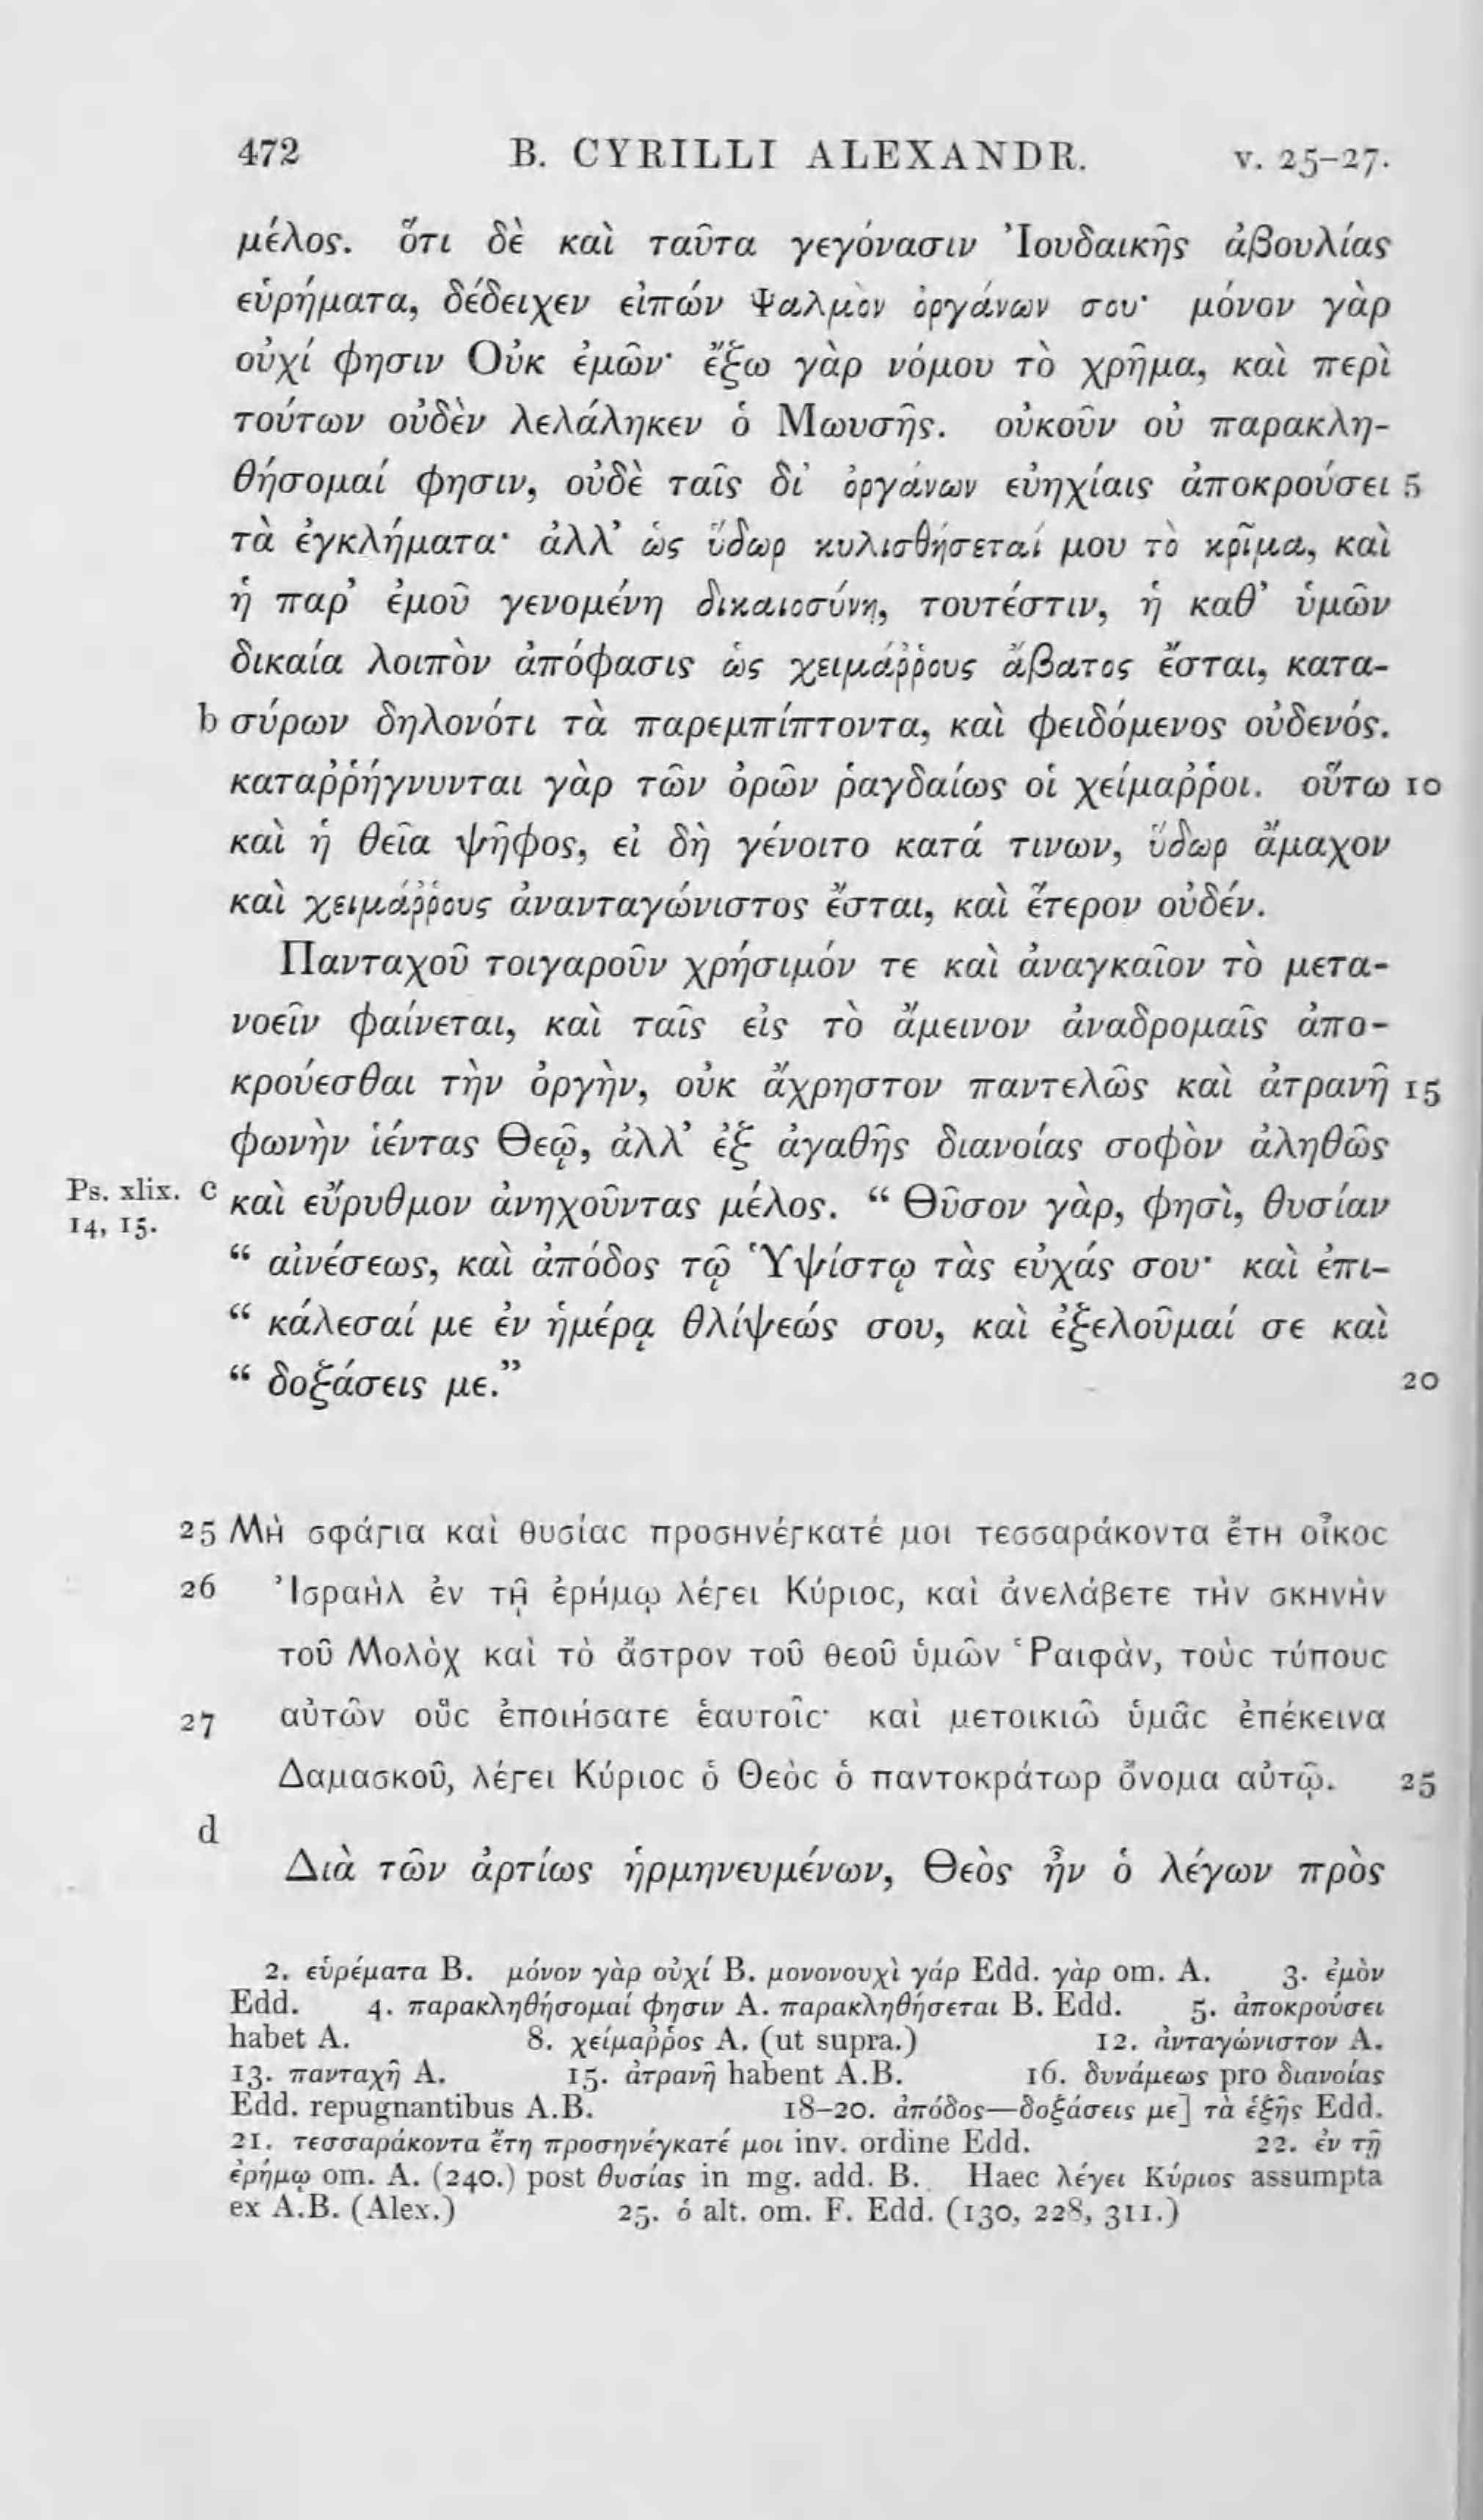 472 B. CYRILLI ALEXANDR. v. 25–27.
μέλος. ὅτι δὲ καὶ ταῦτα γεγόνασιν Ἰουδαικῆς ἀβουλίας
εὑρήματα, δέδειχεν εἰπών Ψαλμὸν ὀργάνων σου· μόνον γὰρ
οὐχί φησιν Οὐκ ἐμῶν· ἔξω γὰρ νόμου τὸ χρῆμα, καὶ περὶ
τούτων οὐδὲν λελάληκεν ὁ Μωυσῆς. οὐκοῦν οὐ παρακλη-
θήσομαί φησιν, οὐδὲ ταῖς δι᾿ ὀργάνων εὐηχίαις ἀποκρούσει 5
τὰ ἐγκλήματα· ἀλλ᾿ ὡς ὕδωρ κυλισθήσεταί μου τὸ κρῖμα, καὶ
ἡ παρ᾿ ἐμοῦ γενομένη δικαιοσύνη, τουτέστιν, ἡ καθ᾿ ὑμῶν
δικαία λοιπὸν ἀπόφασις ὡς χειμάῤῥους ἄβατος ἔσται, κατα-
b σύρων δηλονότι τὰ παρεμπίπτοντα, καὶ φειδόμενος οὐδενός.
καταῤῥήγνυνται γὰρ τῶν ὀρῶν ῥαγδαίως οἱ χείμαῤῥοι. οὕτω 10
καὶ ἡ θεῖα ψῆφος, εἰ δὴ γένοιτο κατά τινων, ὕδωρ ἄμαχον
καὶ χειμάῤῥους ἀνανταγώνιστος ἔσται, καὶ ἕτερον οὐδέν.
Πανταχοῦ τοιγαροῦν χρήσιμόν τε καὶ ἀναγκαῖον τὸ μετα-
νοεῖν φαίνεται, καὶ ταῖς εἰς τὸ ἄμεινον ἀναδρομαῖς ἀπο-
κρούεσθαι τὴν ὀργὴν, οὐκ ἄχρηστον παντελῶς καὶ ἀτρανῆ 15
φωνὴν ἱέντας Θεῷ, ἀλλ᾿ ἐξ ἀγαθῆς διανοίας σοφὸν ἀληθῶς
Ps. xlix. c καὶ εὔρυθμον ἀνηχοῦντας μέλος. “ Θῦσον γὰρ, φησὶ, θυσίαν
14, 15.
“ αἰνέσεως, καὶ ἀπόδος τῷ Ὑψίστῳ τὰς εὐχάς σου· καὶ ἐπι-
“ κάλεσαί με ἐν ἡμέρᾳ θλίψεώς σου, καὶ ἐξελοῦμαί σε καὶ
“ δοξάσεις με.” 20
25 Μὴ σφάγια καὶ θυσίας προσηνέγκατέ μοι τεσσαράκοντα ἔτη οἶκος
26 Ἰσραὴλ ἐν τῇ ἐρήμῳ λέγει Κύριος, καὶ ἀνελάβετε τὴν σκηνὴν
τοῦ Μολὸχ καὶ τὸ ἄστρον τοῦ θεοῦ ὑμῶν Ῥαιφὰν, τοὺς τύπους
27 αὐτῶν οὓς ἐποιήσατε ἑαυτοῖς· καὶ μετοικιῶ ὑμᾶς ἐπέκεινα
Δαμασκοῦ, λέγει Κύριος ὁ Θεὸς ὁ παντοκράτωρ ὄνομα αὐτῷ. 25
d
Διὰ τῶν ἀρτίως ἡρμηνευμένων, Θεὸς ἦν ὁ λέγων πρὸς
2. εὑρέματα B. μόνον γὰρ οὐχί B. μονονουχὶ γάρ Edd. γὰρ om. A. 3. ἐμὸν
Edd. 4. παρακληθήσομαί φησιν A. παρακληθήσεται B. Edd. 5. ἀποκρούσει
habet A. 8. χείμαῤῥος A. (ut supra.) 12. ἀνταγώνιστον A.
13. πανταχῆ A. 15. ἀτρανῆ habent A.B. 16. δυνάμεως pro διανοίας
Edd. repugnantibus A.B. 18–20. ἀπόδος—δοξάσεις με] τὰ ἑξῆς Edd.
21. τεσσαράκοντα ἔτη προσηνέγκατέ μοι inv. ordine Edd. 22. ἐν τῇ
ἐρήμῳ om. A. (240.) post θυσίας in mg. add. B. Haec λέγει Κύριος assumpta
ex A.B. (Alex.) 25. ὁ alt. om. F. Edd. (130, 228, 311.)